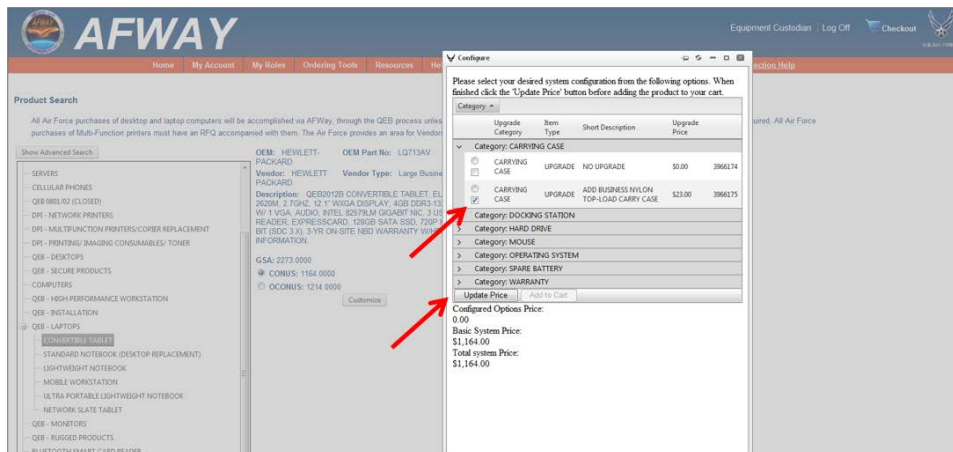 AFWAY
Equipment Custodian | Log Off Checkout
Home My Account My Roles Ordering Tools Resources
Product Search
All Air Force purchases of desktop and laptop computers will be accomplished via AFWay, through the QEB process
purchases of Multi-Function printers must have an RFQ accompanied with them. The Air Force provides an area for
uired. All Air Force
Show Advanced Search
SERVERS
CELLULAR PHONES
QEB 0801/02 (CLOSED)
DPI - NETWORK PRINTERS
DPI - MULTIFUNCTION PRINTERS/COPIER REPLACEMENT
DPI - PRINTING/ IMAGING CONSUMABLES/ TONER
QEB - DESKTOPS
QEB - SECURE PRODUCTS
COMPUTERS
QEB - HIGH PERFORMANCE WORKSTATION
QEB - INSTALLATION
QEB - LAPTOPS
CONVERTIBLE TABLET
STANDARD NOTEBOOK (DESKTOP REPLACEMENT)
LIGHTWEIGHT NOTEBOOK
MOBILE WORKSTATION
ULTRA PORTABLE LIGHTWEIGHT NOTEBOOK
NETWORK SLATE TABLET
QEB - MONITORS
QEB - RUGGED PRODUCTS
BLUETOOTH SMART CARD READER
OEM: HEWLETT-PACKARD OEM Part No: LQ713AV
Vendor: HEWLETT PACKARD Vendor Type: Large
Description: QEB2012B CONVERTIBLE TABLET
2620M, 2.7GHZ, 12.1" WXGA DISPLAY, 4GB
W/ 1 VGA, AUDIO, INTEL 82579LM GIGABIT NIC, 3
READER, EXPRESSCARD, 128GB SATA SSD,
BIT (SDC 3.X), 3-YR ON-SITE NBD WARRANTY
INFORMATION.
GSA: 2273.0000
CONUS: 1164.0000
OCONUS: 1214.0000
Customize
Configure
Please select your desired system configuration from the following options. When
finished click the 'Update Price' button before adding the product to your cart.
Category
Upgrade Category Item Type Short Description Upgrade Price
Category: CARRYING CASE
CARRYING CASE UPGRADE NO UPGRADE $0.00 3966174
CARRYING CASE UPGRADE ADD BUSINESS NYLON TOP-LOAD CARRY CASE $23.00 3966175
Category: DOCKING STATION
Category: HARD DRIVE
Category: MOUSE
Category: OPERATING SYSTEM
Category: SPARE BATTERY
Category: WARRANTY
Update Price Add to Cart
Configured Options Price:
0.00
Basic System Price:
$1,164.00
Total system Price:
$1,164.00